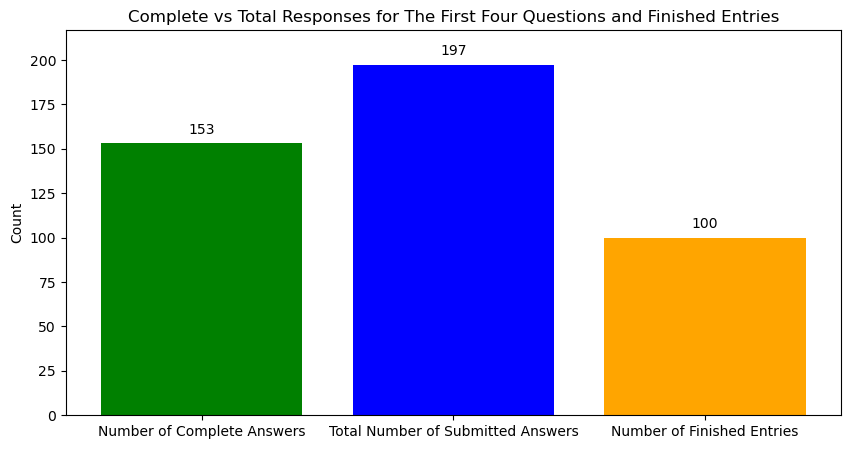 Complete vs Total Responses for The First Four Questions and Finished Entries
Count
200
175
150
125
100
75
50
25
0
153
197
100
Number of Complete Answers
Total Number of Submitted Answers
Number of Finished Entries